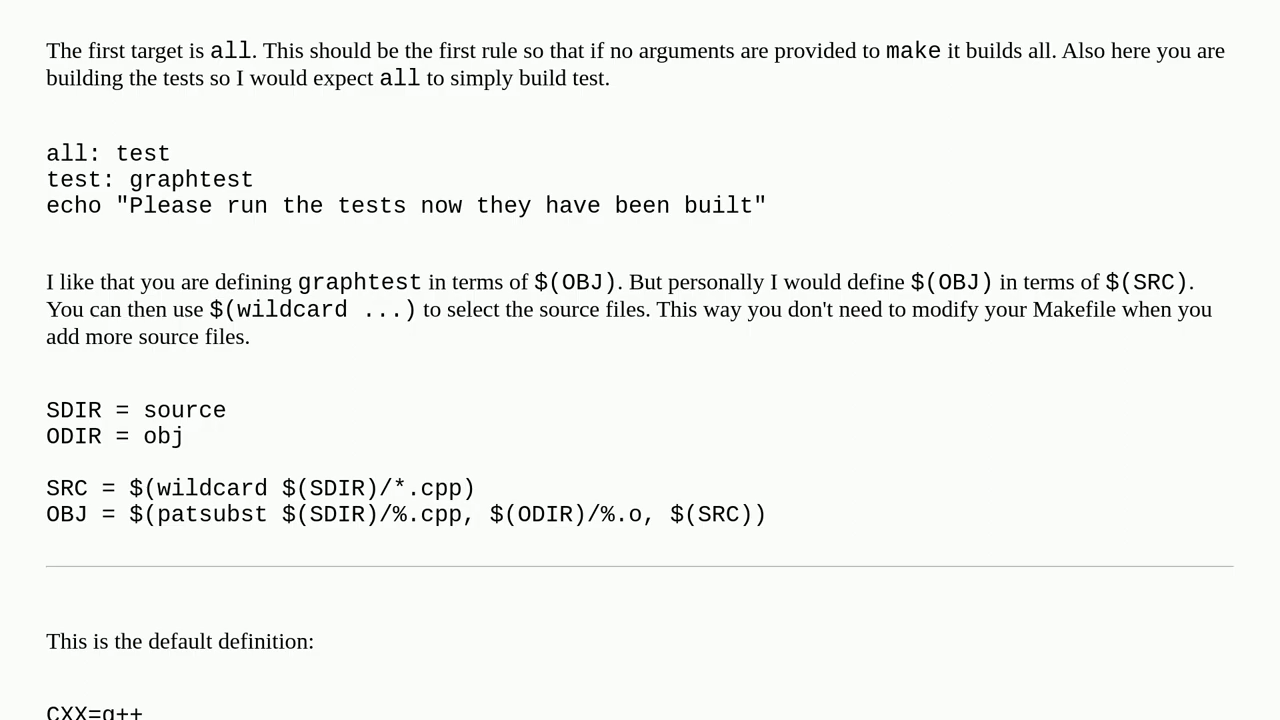 The first target is all. This should be the first rule so that if no arguments are provided to make it builds all. Also here you are
building the tests so I would expect all to simply build test.
all: test
test: graphtest
echo "Please run the tests now they have been built"
I like that you are defining graphtest in terms of $(OBJ). But personally I would define $(OBJ) in terms of $(SRC).
You can then use $(wildcard ...) to select the source files. This way you don't need to modify your Makefile when you
add more source files.
SDIR = source
ODIR = obj
SRC = $(wildcard $(SDIR)/*.cpp)
OBJ = $(patsubst $(SDIR)/%.cpp, $(ODIR)/%.o, $(SRC))
This is the default definition:
CXX=g++